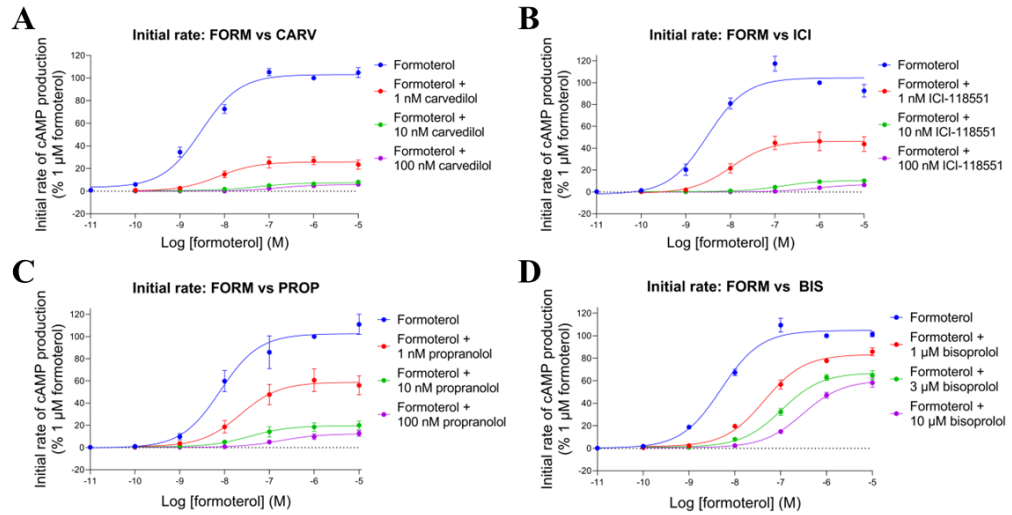 A
Initial rate: FORM vs CARV
Initial rate of cAMP production
(% 1 µM formoterol)
120
100
80
60
40
20
0
-20
-11
-10
-9
-8
-7
-6
-5
Log [formoterol] (M)
Formoterol
Formoterol +
1 nM carvedilol
Formoterol +
10 nM carvedilol
Formoterol +
100 nM carvedilol
B
Initial rate: FORM vs ICI
Initial rate of cAMP production
(% 1 µM formoterol)
120
100
80
60
40
20
0
-20
-11
-10
-9
-8
-7
-6
-5
Log [formoterol] (M)
Formoterol
Formoterol +
1 nM ICI-118551
Formoterol +
10 nM ICI-118551
Formoterol +
100 nM ICI-118551
C
Initial rate: FORM vs PROP
Initial rate of cAMP production
(% 1 µM formoterol)
120
100
80
60
40
20
0
-20
-11
-10
-9
-8
-7
-6
-5
Log [formoterol] (M)
Formoterol
Formoterol +
1 nM propranolol
Formoterol +
10 nM propranolol
Formoterol +
100 nM propranolol
D
Initial rate: FORM vs BIS
Initial rate of cAMP production
(% 1 µM formoterol)
120
100
80
60
40
20
0
-20
-11
-10
-9
-8
-7
-6
-5
Log [formoterol] (M)
Formoterol
Formoterol +
1 µM bisoprolol
Formoterol +
3 µM bisoprolol
Formoterol +
10 µM bisoprolol